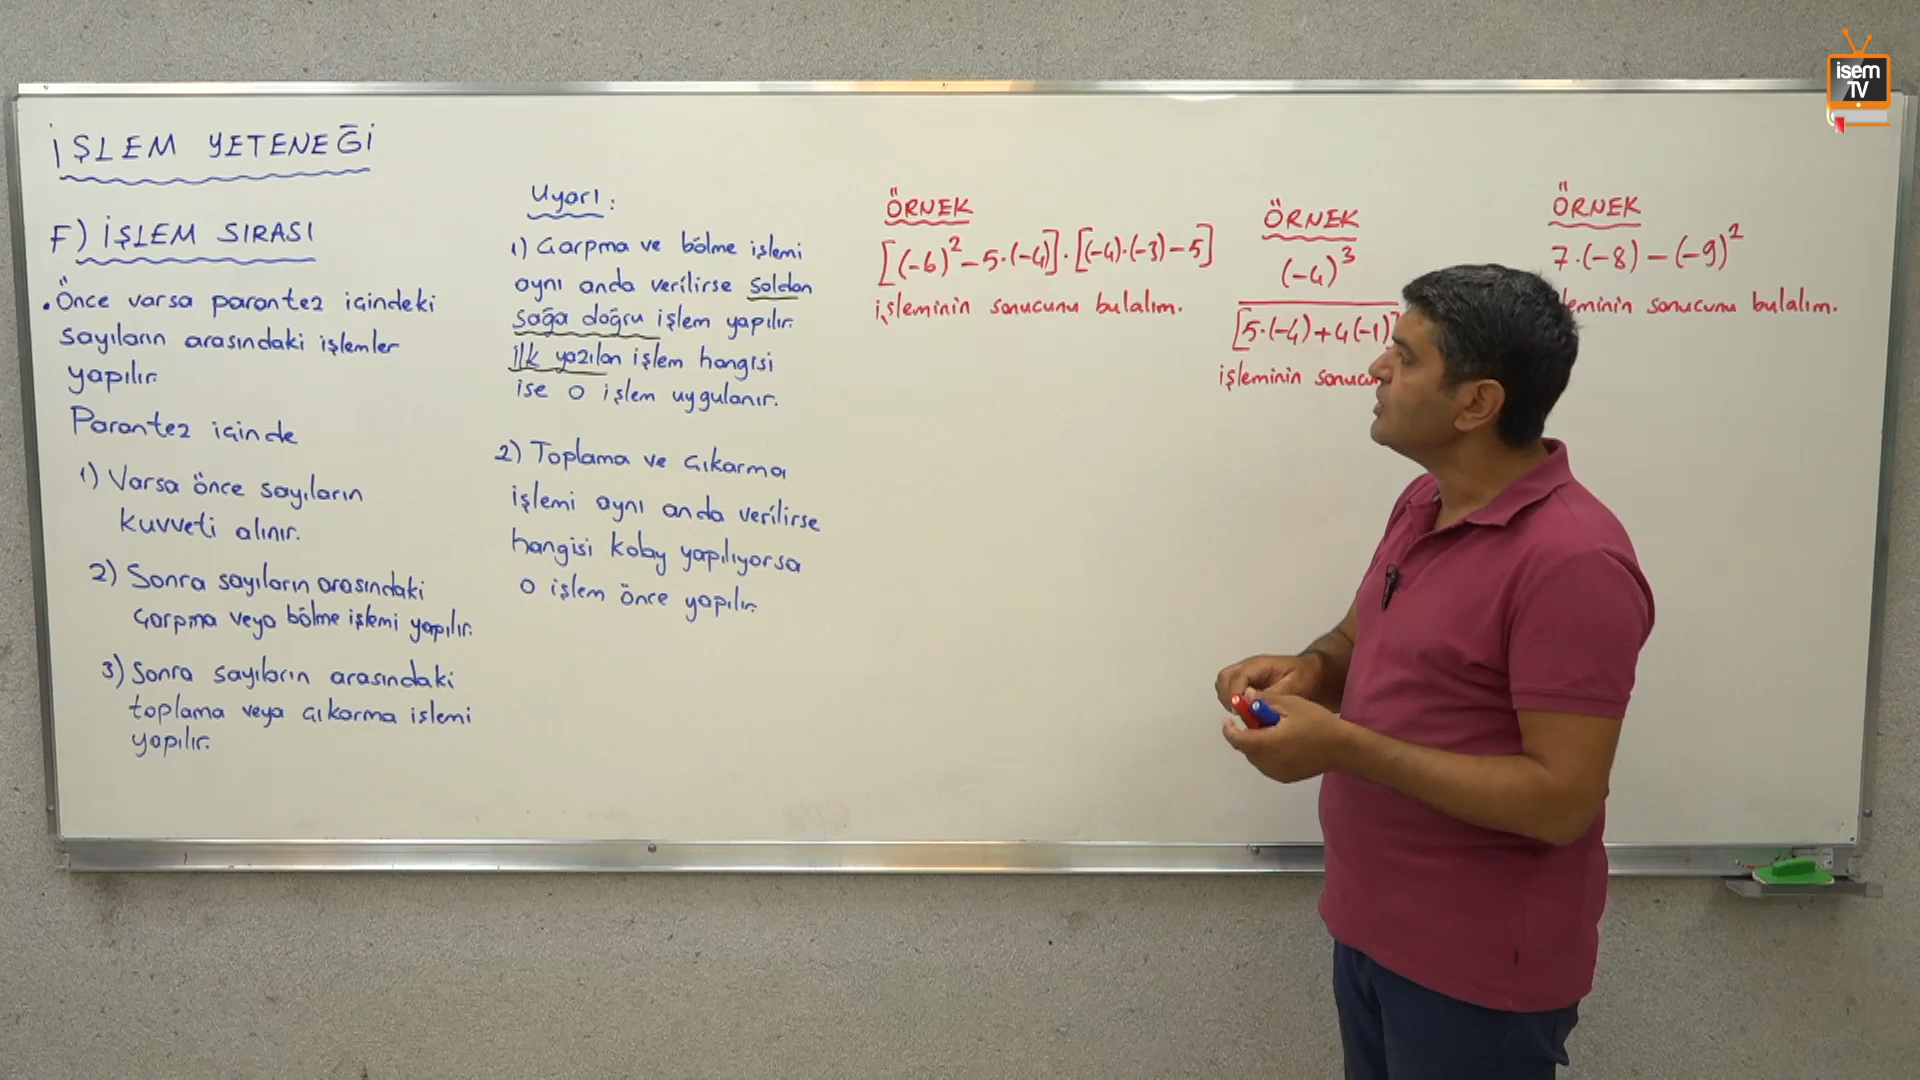 İŞLEM YETENEĞİ
F) İŞLEM SIRASI
• Önce varsa parantez içindeki
sayıların arasındaki işlemler
yapılır.
Parantez içinde
1) Varsa önce sayıların
kuvveti alınır.
2) Sonra sayıların arasındaki
çarpma veya bölme işlemi yapılır.
3) Sonra sayıların arasındaki
toplama veya çıkarma işlemi
yapılır.
Uyarı :
1) Çarpma ve bölme işlemi
aynı anda verilirse soldan
sağa doğru işlem yapılır.
İlk yazılan işlem hangisi
ise o işlem uygulanır.
2) Toplama ve çıkarma
işlemi aynı anda verilirse
hangisi kolay yapılıyorsa
o işlem önce yapılır.
ÖRNEK
[(-6)² - 5·(-4)] · [(-4)·(-3) - 5]
işleminin sonucunu bulalım.
ÖRNEK
(-4)³
[5·(-4) + 4(-1)
işleminin
ÖRNEK
7·(-8) - (-9)²
leminin sonucunu bulalım.
isem
TV